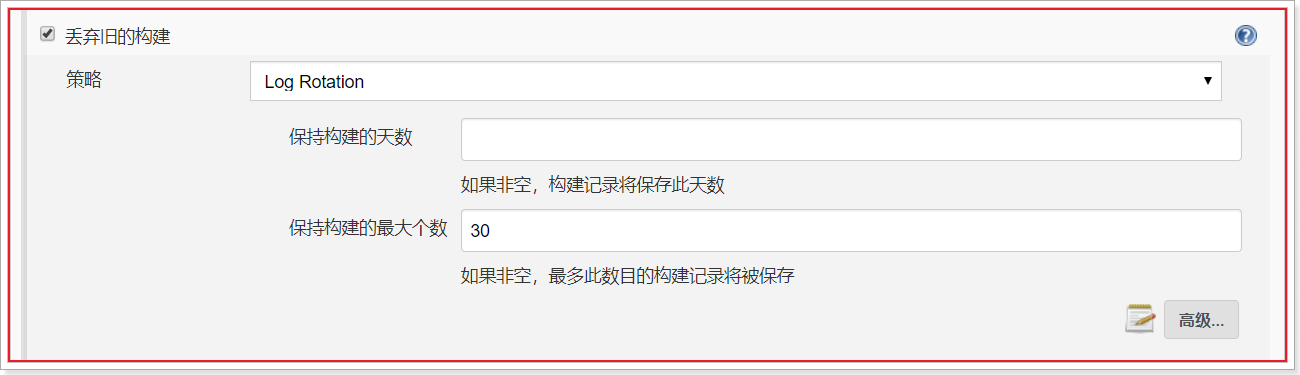 丢弃旧的构建
策略
Log Rotation
保持构建的天数
如果非空，构建记录将保存此天数
保持构建的最大个数
30
如果非空，最多此数目的构建记录将被保存
高级...